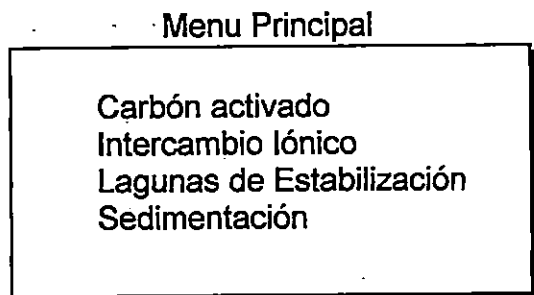 Menu Principal
Carbón activado
Intercambio Iónico
Lagunas de Estabilización
Sedimentación